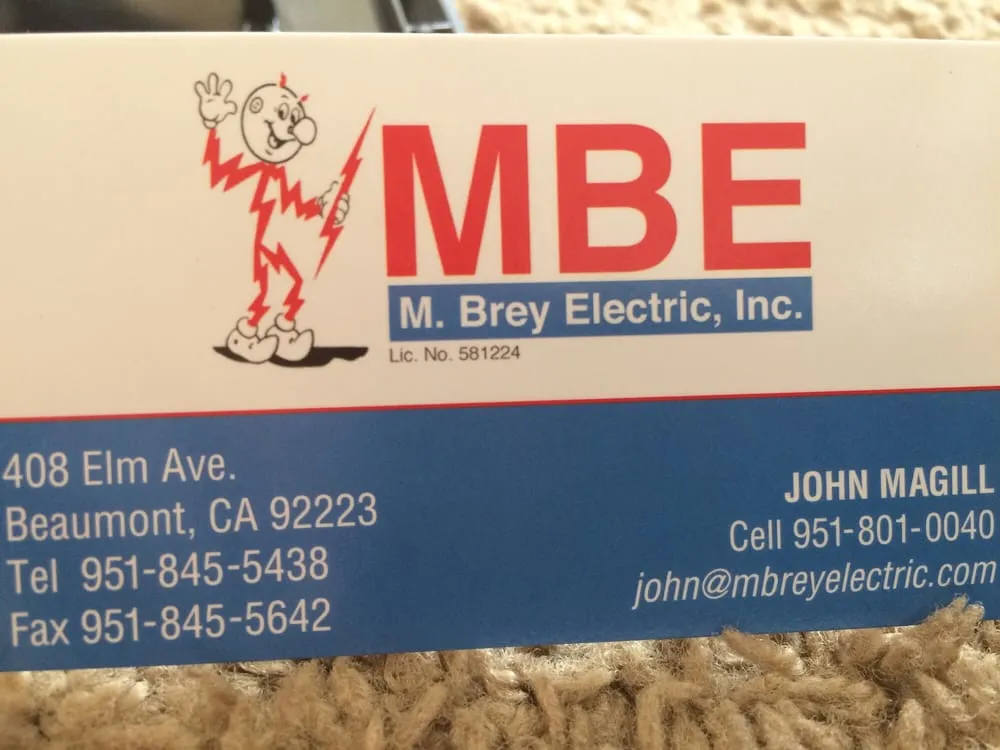 MBE
M. Brey Electric, Inc.
Lic. No. 581224
408 Elm Ave.
Beaumont, CA 92223
Tel 951-845-5438
Fax 951-845-5642
JOHN MAGILL
Cell 951-801-0040
john@mbreyelectric.com